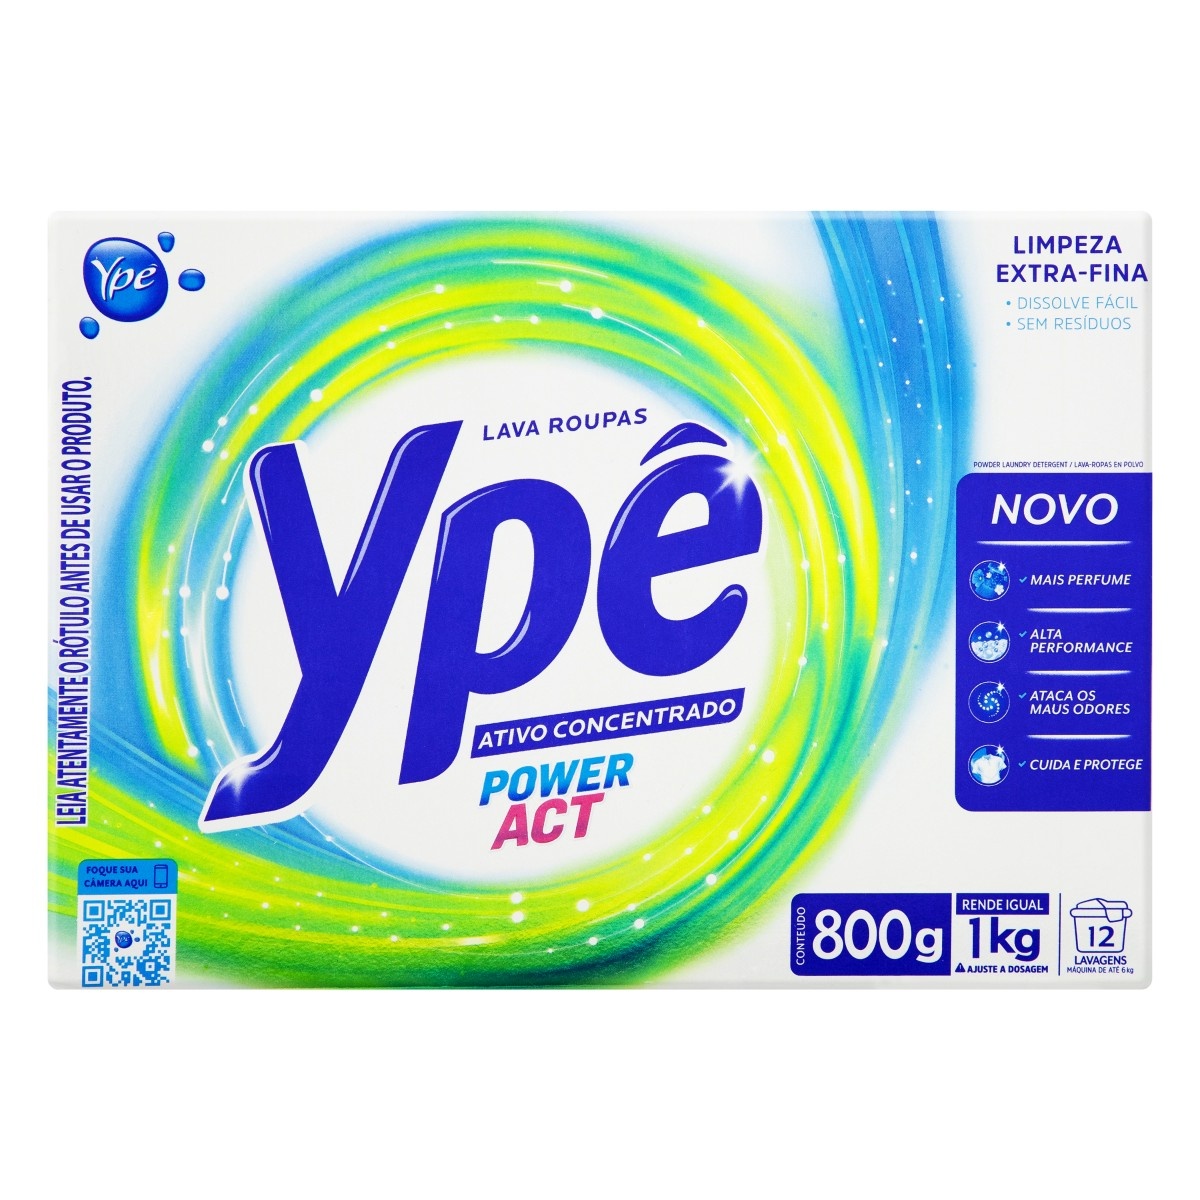 Ypê
LIMPEZA
EXTRA-FINA
• DISSOLVE FÁCIL
• SEM RESÍDUOS
LEIA ATENTAMENTE O RÓTULO ANTES DE USAR O PRODUTO.
LAVA ROUPAS
Ypê
ATIVO CONCENTRADO
POWER
ACT
POWDER LAUNDRY DETERGENT / LAVA-ROPAS EN POLVO
NOVO
MAIS PERFUME
ALTA
PERFORMANCE
ATACA OS
MAUS ODORES
CUIDA E PROTEGE
FOQUE SUA
CÂMERA AQUI
Ypê
CONTEÚDO
800g
RENDE IGUAL
1kg
AJUSTE A DOSAGEM
12
LAVAGENS
MÁQUINA DE ATÉ 6 kg